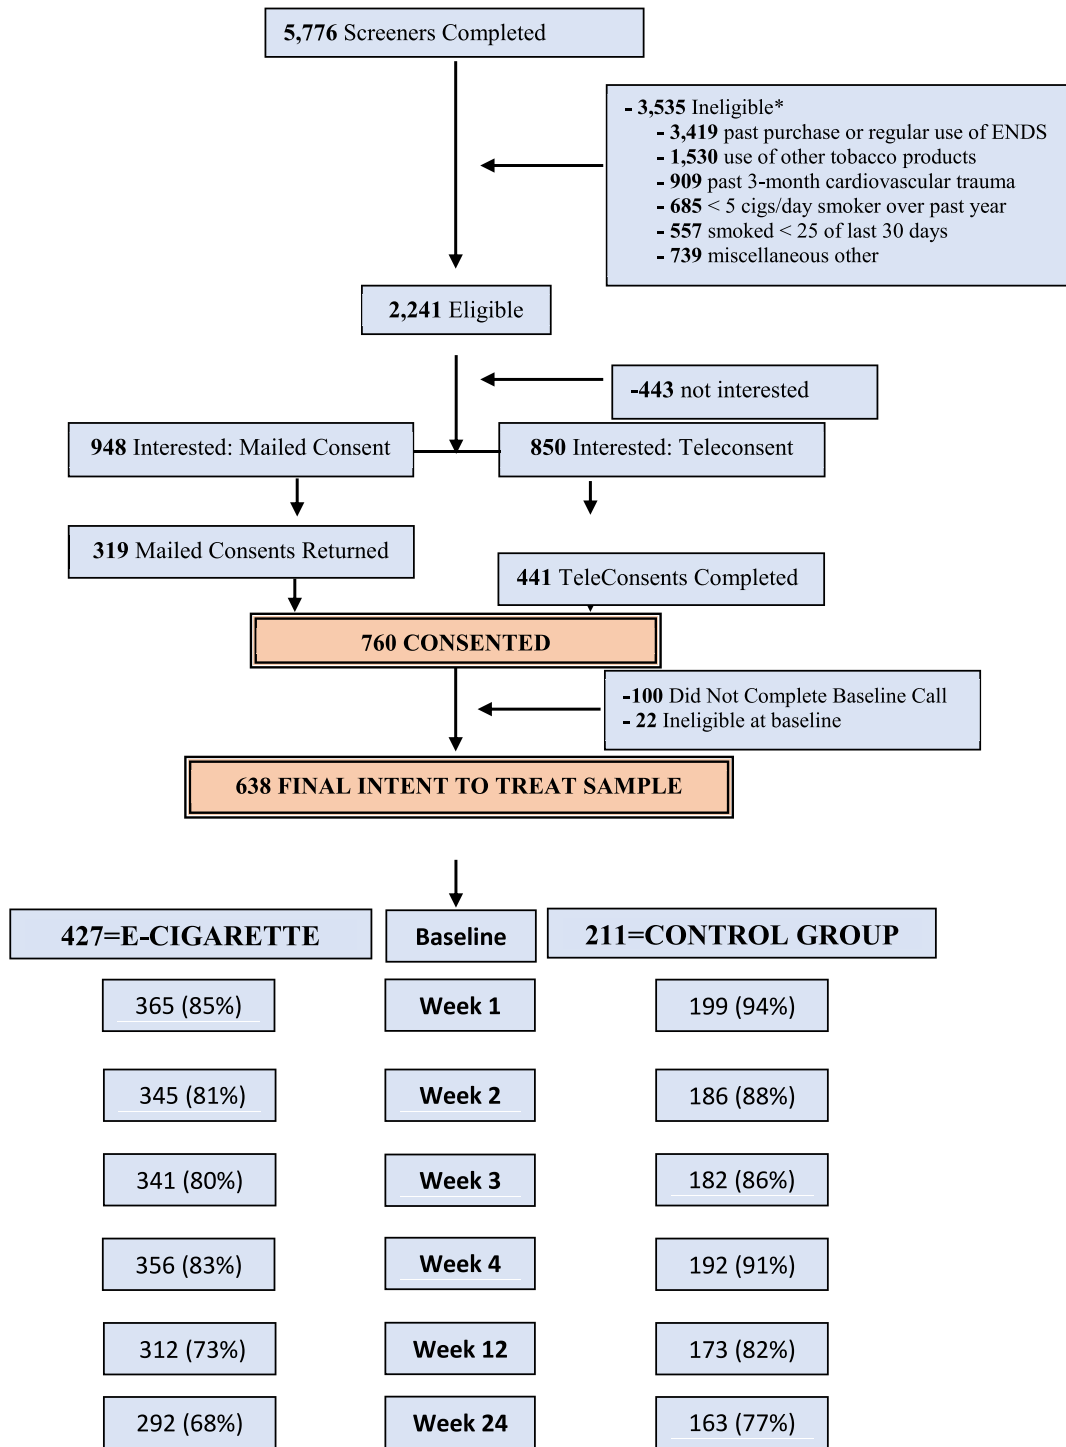 5,776 Screeners Completed
- 3,535 Ineligible*
- 3,419 past purchase or regular use of ENDS
- 1,530 use of other tobacco products
- 909 past 3-month cardiovascular trauma
- 685 < 5 cigs/day smoker over past year
- 557 smoked < 25 of last 30 days
- 739 miscellaneous other
2,241 Eligible
-443 not interested
948 Interested: Mailed Consent
850 Interested: Teleconsent
319 Mailed Consents Returned
441 TeleConsents Completed
760 CONSENTED
-100 Did Not Complete Baseline Call
- 22 Ineligible at baseline
638 FINAL INTENT TO TREAT SAMPLE
427=E-CIGARETTE
Baseline
211=CONTROL GROUP
365 (85%)
Week 1
199 (94%)
345 (81%)
Week 2
186 (88%)
341 (80%)
Week 3
182 (86%)
356 (83%)
Week 4
192 (91%)
312 (73%)
Week 12
173 (82%)
292 (68%)
Week 24
163 (77%)